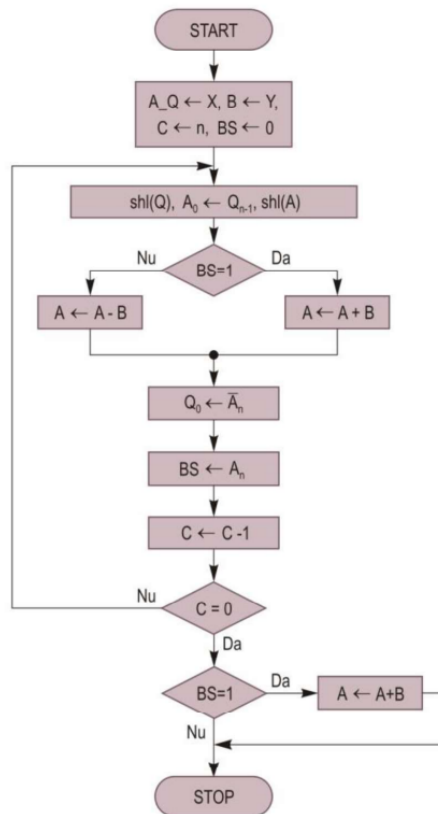 START
A_Q ← X, B ← Y,
C ← n, BS ← 0
shl(Q), A₀ ← Qₙ₋₁, shl(A)
Nu
BS=1
Da
A ← A - B
A ← A + B
Q₀ ← A̅ₙ
BS ← Aₙ
C ← C -1
Nu
C = 0
Da
BS=1
Da
A ← A+B
Nu
STOP